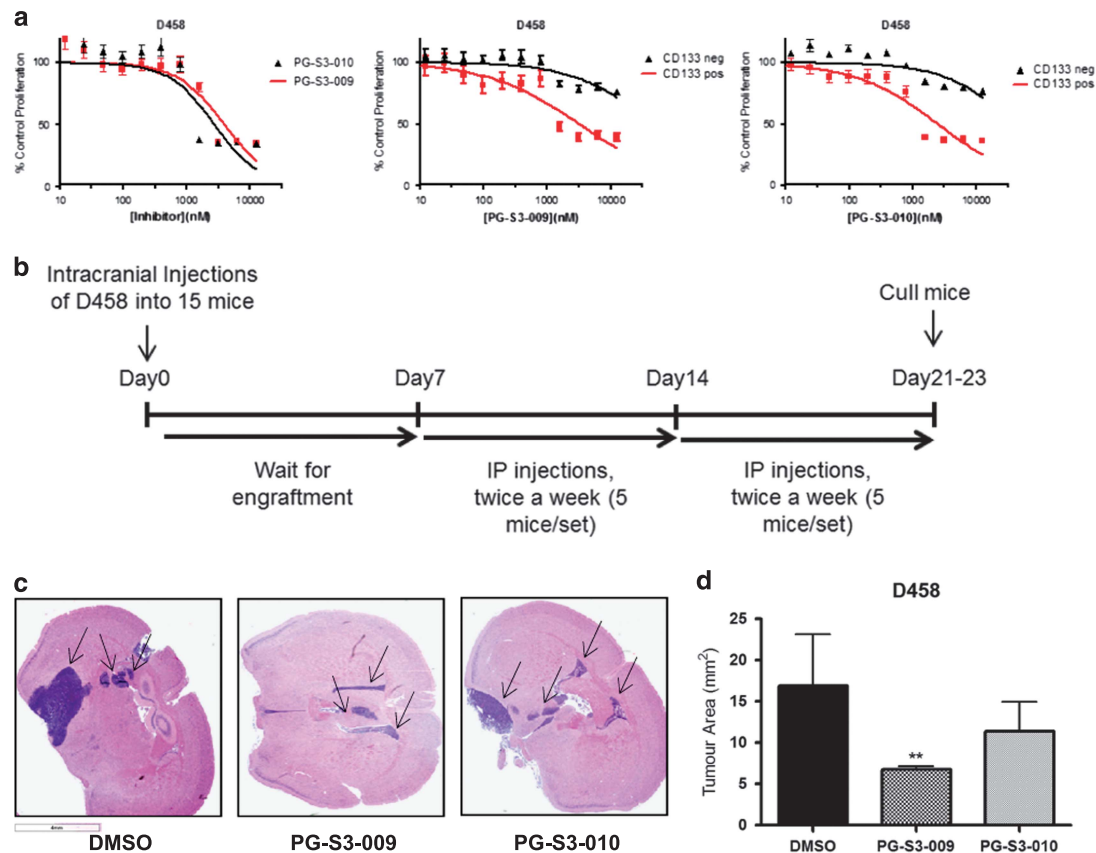 a
D458
% Control Proliferation
100
50
0
10
100
1000
10000
[Inhibitor](nM)
PG-S3-010
PG-S3-009
D458
% Control Proliferation
100
50
0
10
100
1000
10000
[PG-S3-009](nM)
CD133 neg
CD133 pos
D458
% Control Proliferation
100
50
0
10
100
1000
10000
[PG-S3-010](nM)
CD133 neg
CD133 pos
b
Intracranial Injections
of D458 into 15 mice
Cull mice
Day0
Day7
Day14
Day21-23
Wait for
engraftment
IP injections,
twice a week (5
mice/set)
IP injections,
twice a week (5
mice/set)
c
4mm
DMSO
PG-S3-009
PG-S3-010
d
D458
Tumour Area (mm²)
25
20
15
10
5
0
**
DMSO
PG-S3-009
PG-S3-010